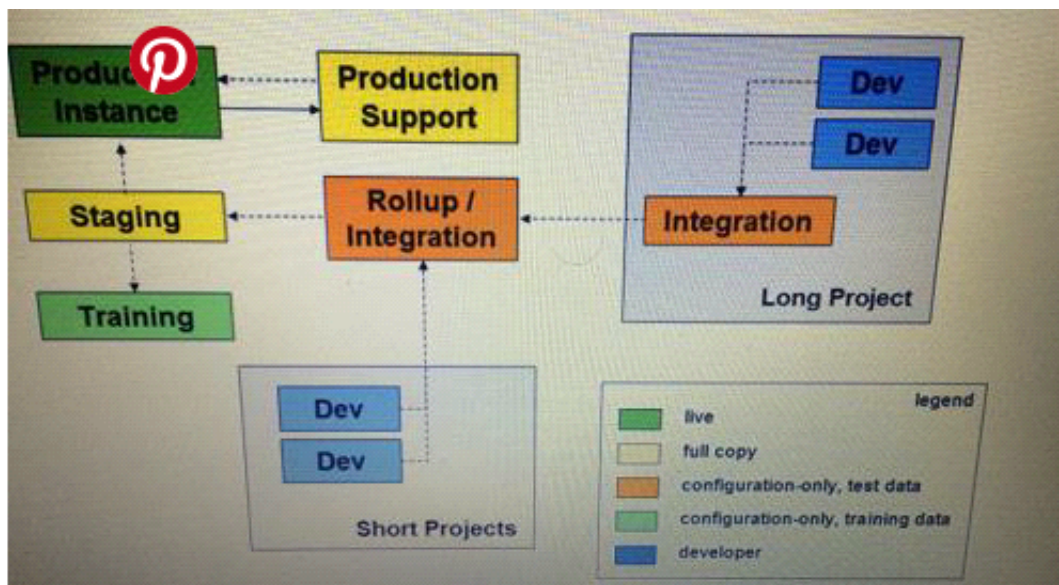 Production
Instance
Production
Support
Dev
Dev
Staging
Rollup /
Integration
Integration
Long Project
Training
Dev
Dev
Short Projects
legend
live
full copy
configuration-only, test data
configuration-only, training data
developer